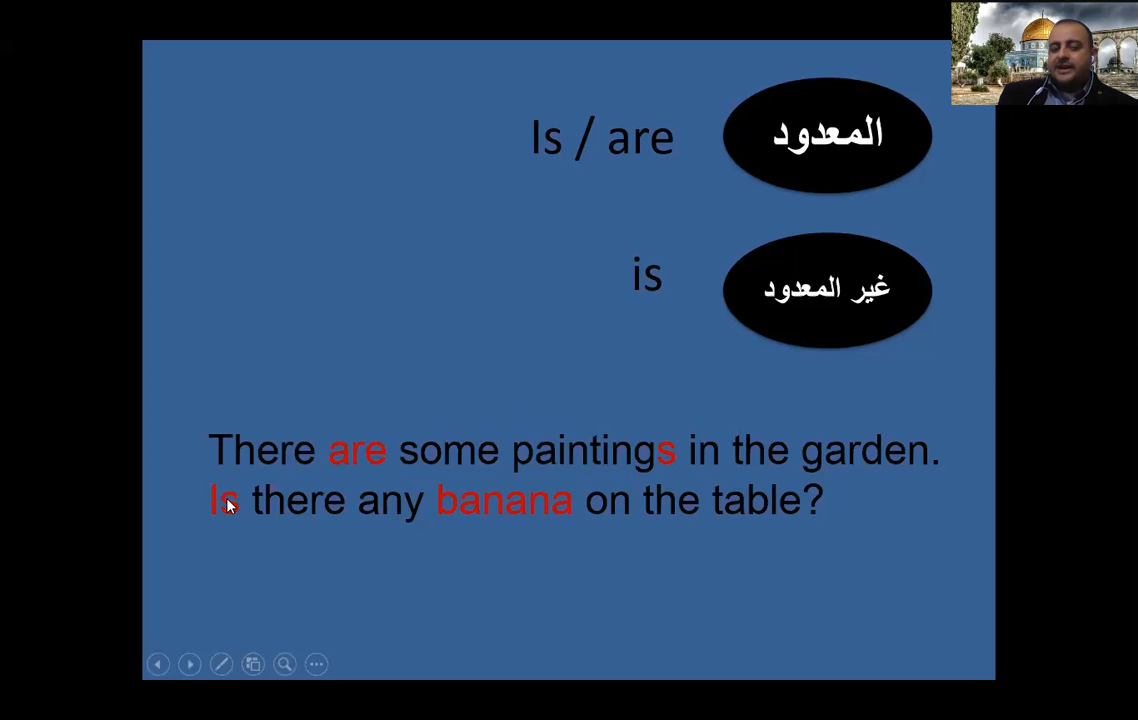 Is / are
المعدود
is
غير المعدود
There are some paintings in the garden.
Is there any banana on the table?